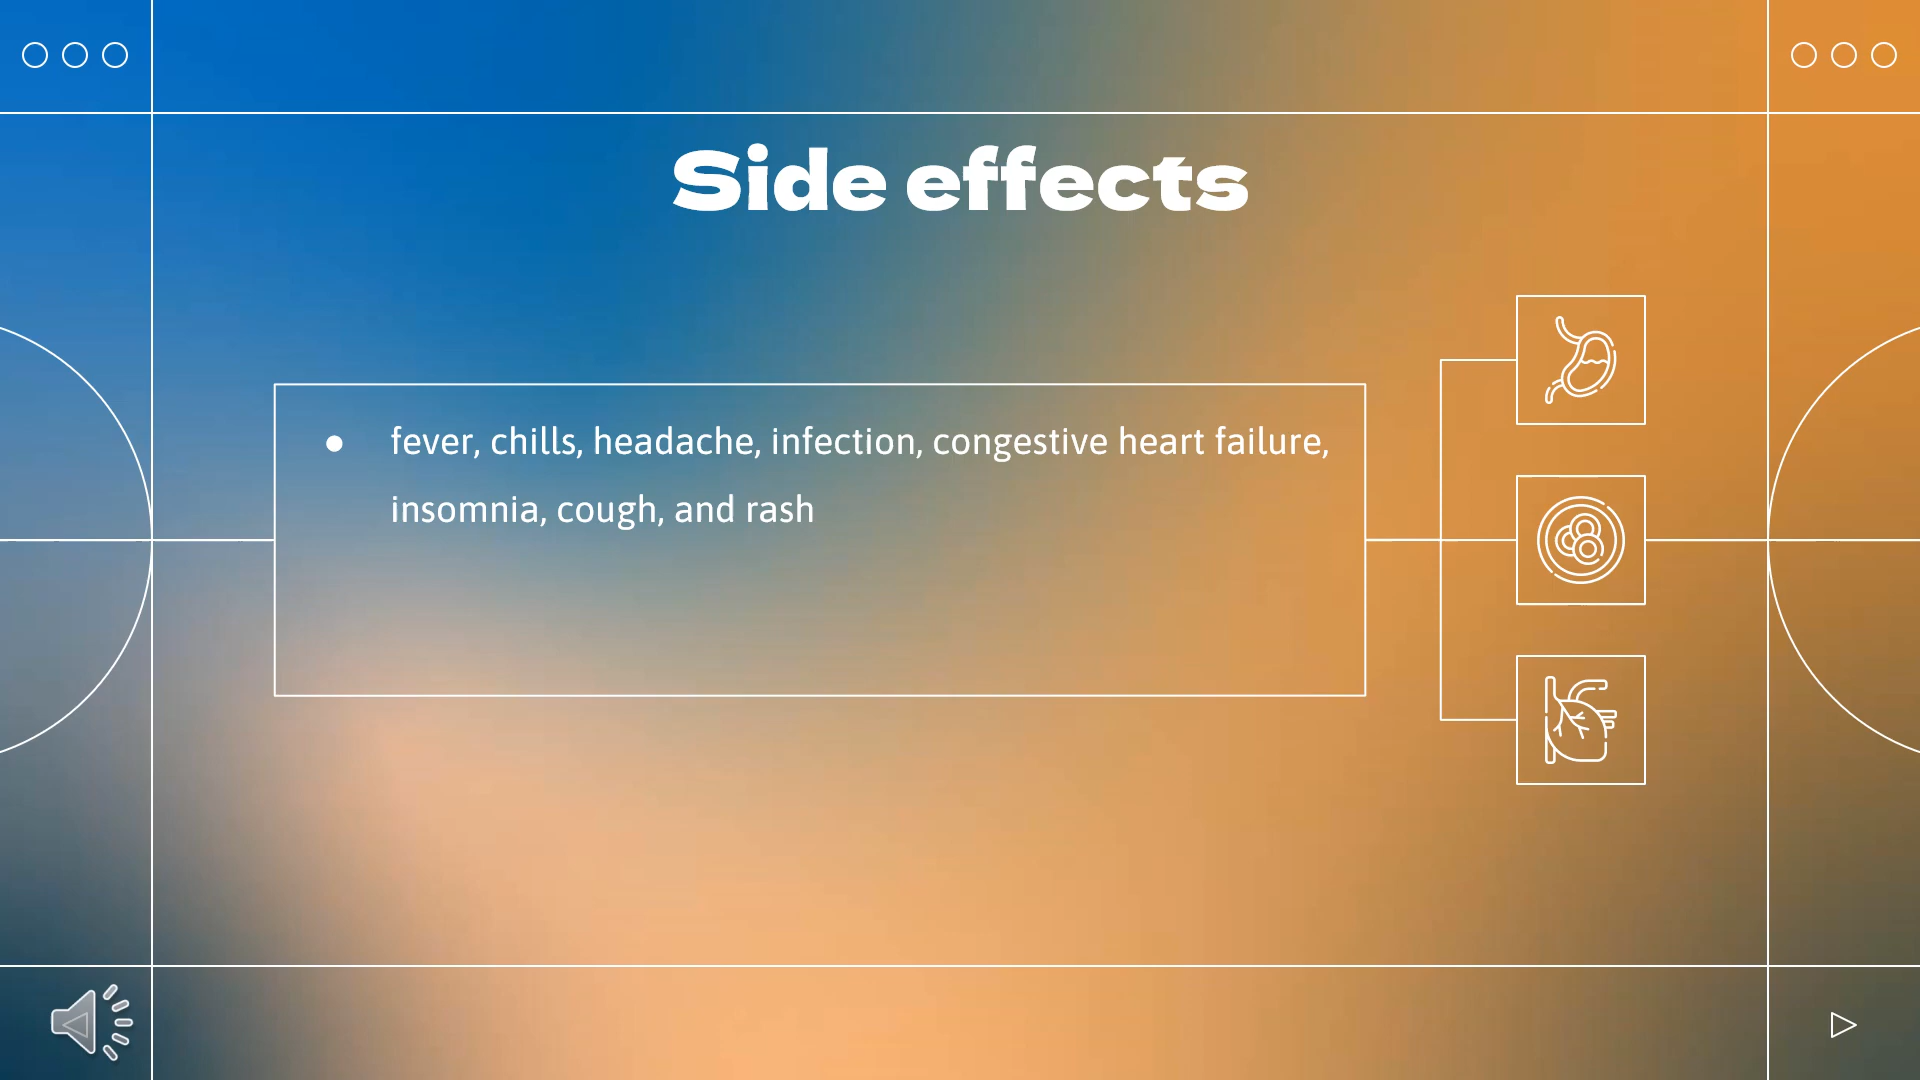 Side effects
● fever, chills, headache, infection, congestive heart failure,
insomnia, cough, and rash